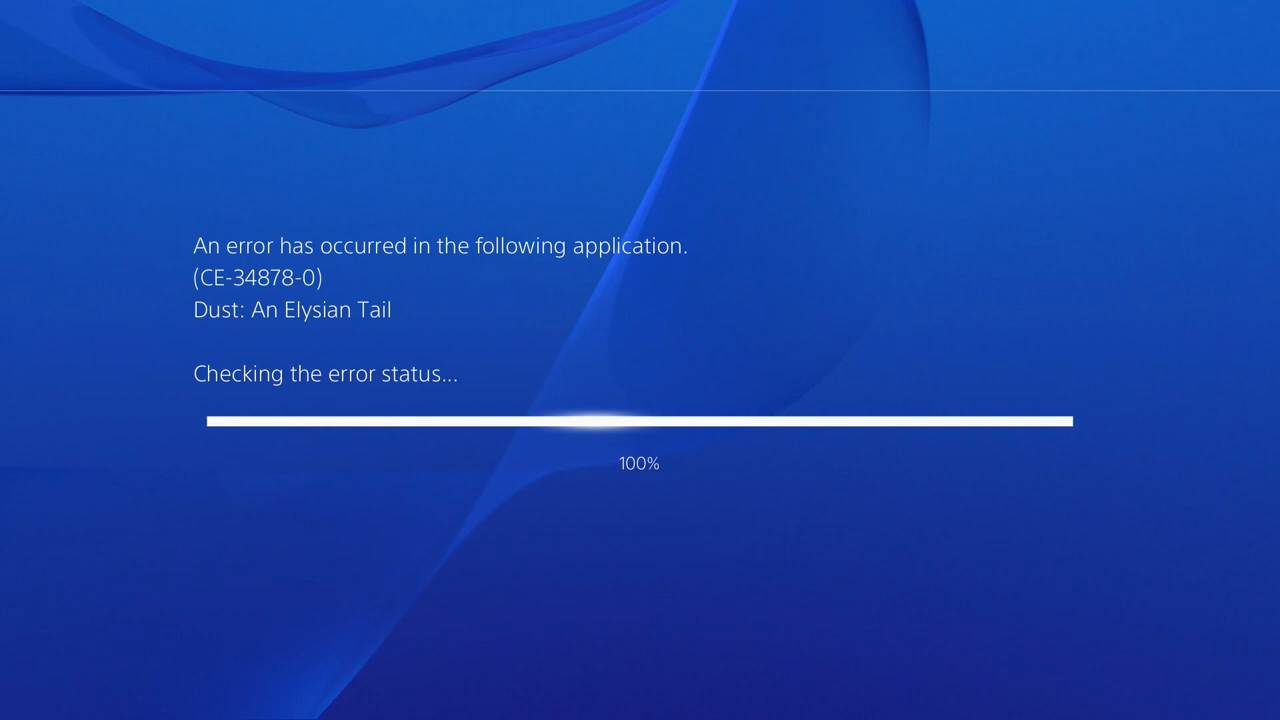 An error has occurred in the following application.
(CE-34878-0)
Dust: An Elysian Tail
Checking the error status...
100%